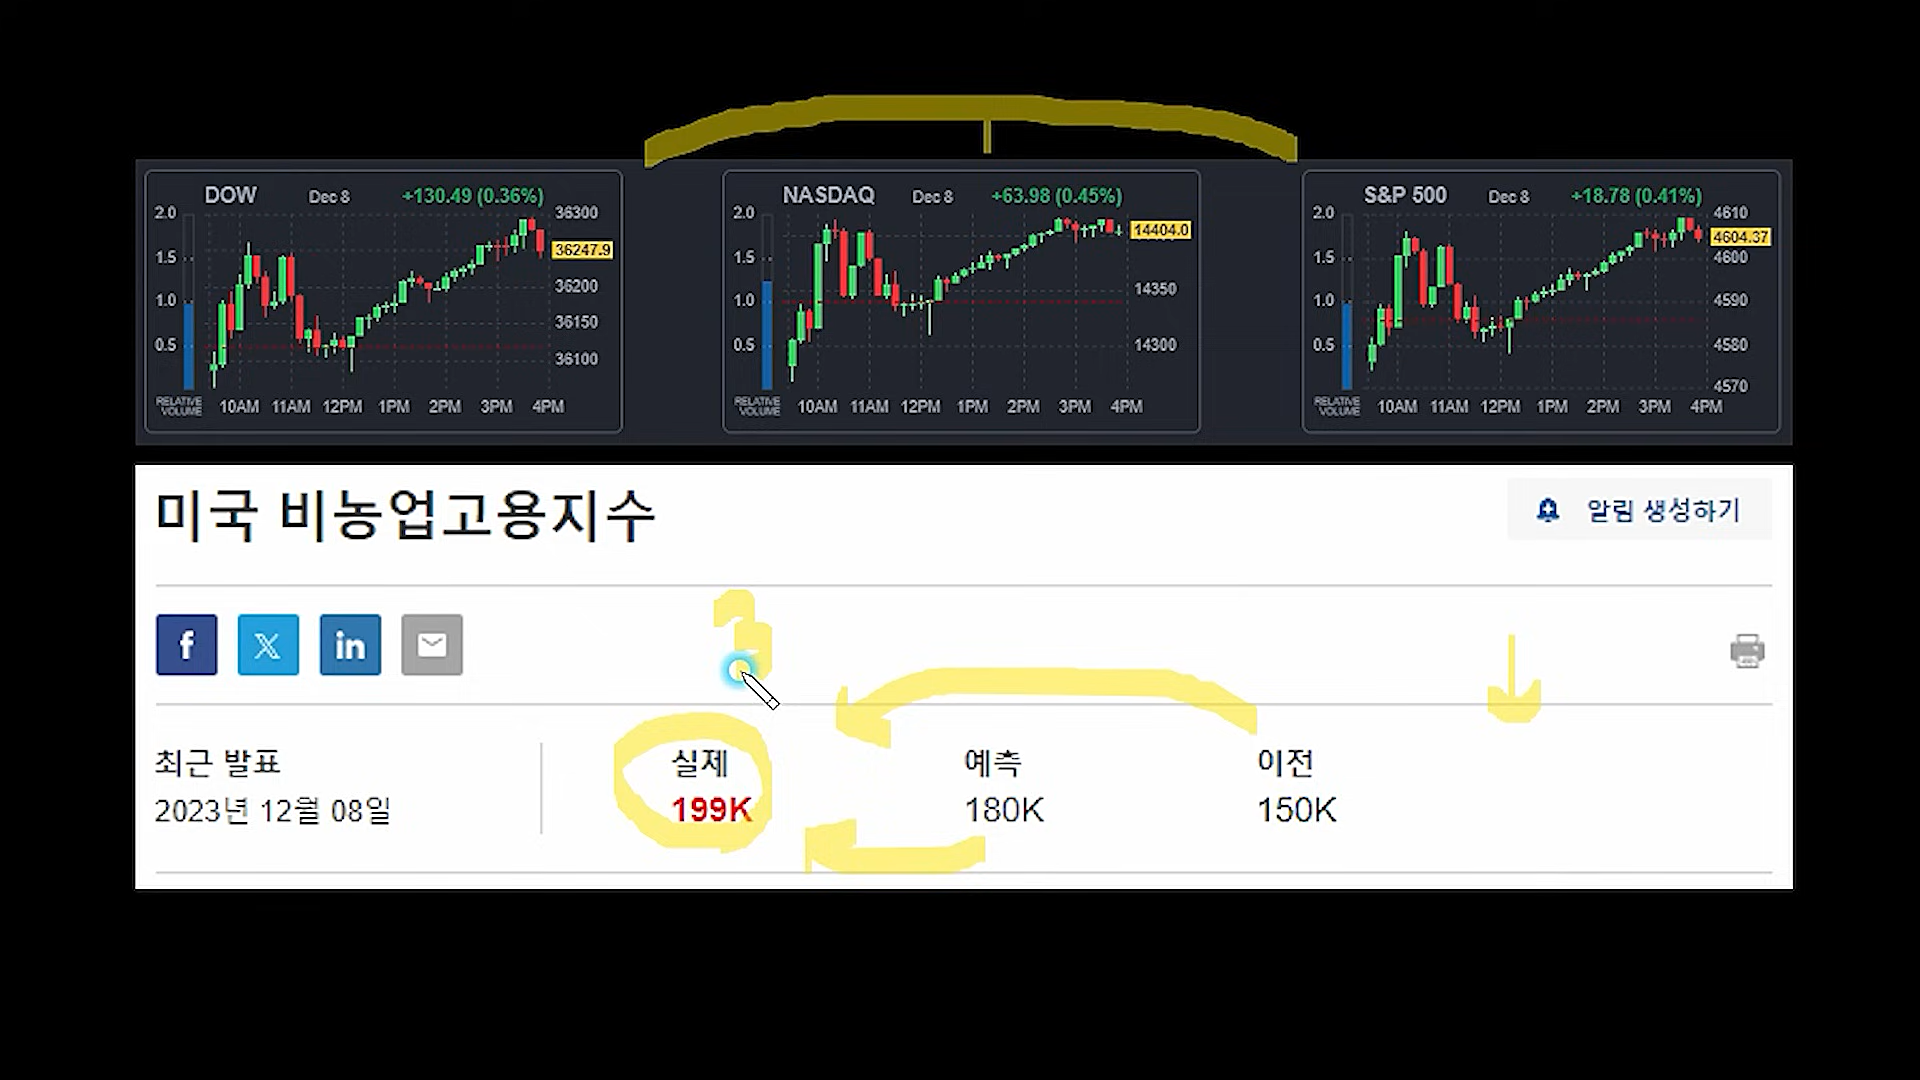 DOW Dec 8 +130.49 (0.36%)
2.0 1.5 1.0 0.5
36300 36247.9 36200 36150 36100
RELATIVE VOLUME 10AM 11AM 12PM 1PM 2PM 3PM 4PM
NASDAQ Dec 8 +63.98 (0.45%)
2.0 1.5 1.0 0.5
14404.0 14350 14300
RELATIVE VOLUME 10AM 11AM 12PM 1PM 2PM 3PM 4PM
S&P 500 Dec 8 +18.78 (0.41%)
2.0 1.5 1.0 0.5
4610 4604.37 4600 4590 4580 4570
RELATIVE VOLUME 10AM 11AM 12PM 1PM 2PM 3PM 4PM
미국 비농업고용지수 알림 생성하기
f X in
최근 발표 실제 예측 이전
2023년 12월 08일 199K 180K 150K